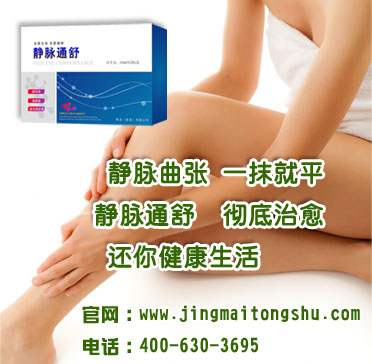 静脉通舒
静脉曲张 一抹就平
静脉通舒 彻底治愈
还你健康生活
官网：www.jingmaitongshu.com
电话：400-630-3695